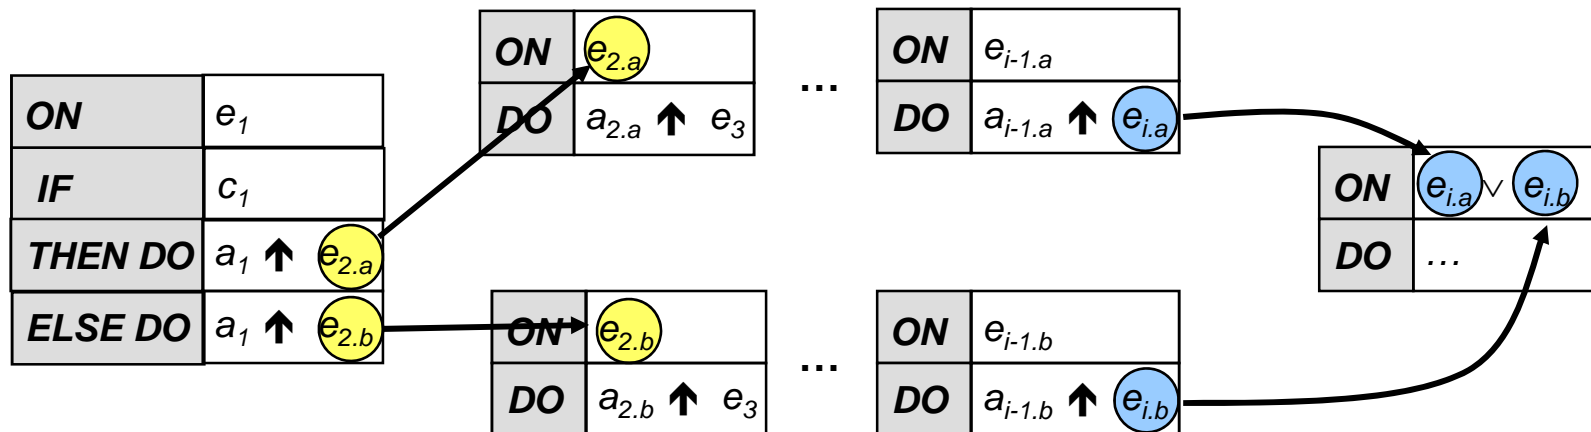 ON e1
IF c1
THEN DO a1 ↑ e2.a
ELSE DO a1 ↑ e2.b
ON e2.a
DO a2.a ↑ e3
...
ON ei-1.a
DO ai-1.a ↑ ei.a
ON e2.b
DO a2.b ↑ e3
...
ON ei-1.b
DO ai-1.b ↑ ei.b
ON ei.a ∨ ei.b
DO ...